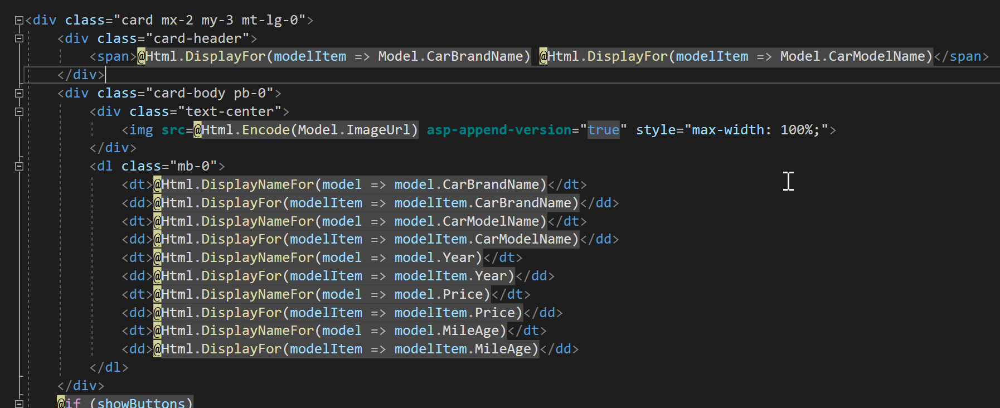 <div class="card mx-2 my-3 mt-lg-0">
<div class="card-header">
<span>@Html.DisplayFor(modelItem => Model.CarBrandName) @Html.DisplayFor(modelItem => Model.CarModelName)</span>
</div>
<div class="card-body pb-0">
<div class="text-center">
<img src=@Html.Encode(Model.ImageUrl) asp-append-version="true" style="max-width: 100%;">
</div>
<dl class="mb-0">
<dt>@Html.DisplayNameFor(model => model.CarBrandName)</dt>
<dd>@Html.DisplayFor(modelItem => modelItem.CarBrandName)</dd>
<dt>@Html.DisplayNameFor(model => model.CarModelName)</dt>
<dd>@Html.DisplayFor(modelItem => modelItem.CarModelName)</dd>
<dt>@Html.DisplayNameFor(model => model.Year)</dt>
<dd>@Html.DisplayFor(modelItem => modelItem.Year)</dd>
<dt>@Html.DisplayNameFor(model => model.Price)</dt>
<dd>@Html.DisplayFor(modelItem => modelItem.Price)</dd>
<dt>@Html.DisplayNameFor(model => model.MileAge)</dt>
<dd>@Html.DisplayFor(modelItem => modelItem.MileAge)</dd>
</dl>
</div>
@if (showButtons)